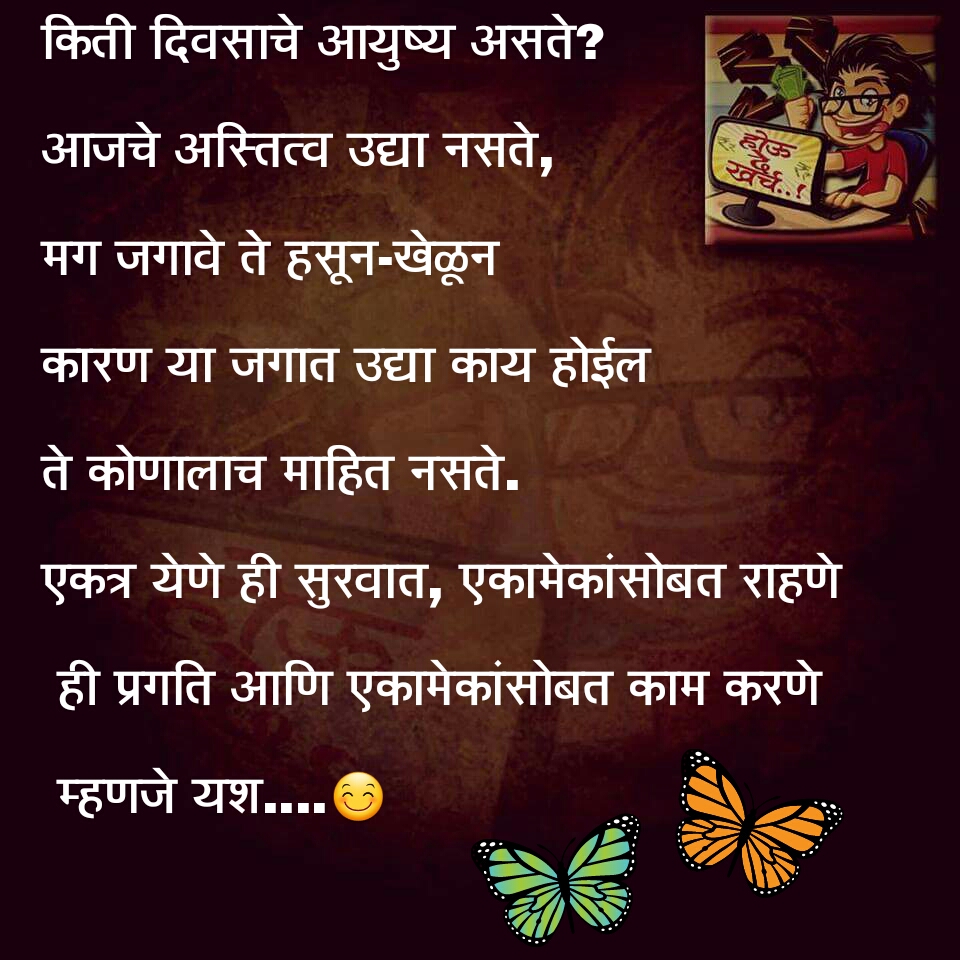 किती दिवसाचे आयुष्य असते?
आजचे अस्तित्व उद्या नसते,
मग जगावे ते हसून-खेळून
कारण या जगात उद्या काय होईल
ते कोणालाच माहित नसते.
एकत्र येणे ही सुरवात, एकामेकांसोबत राहणे
ही प्रगति आणि एकामेकांसोबत काम करणे
म्हणजे यश....😊
होऊ
दे
खर्च..!